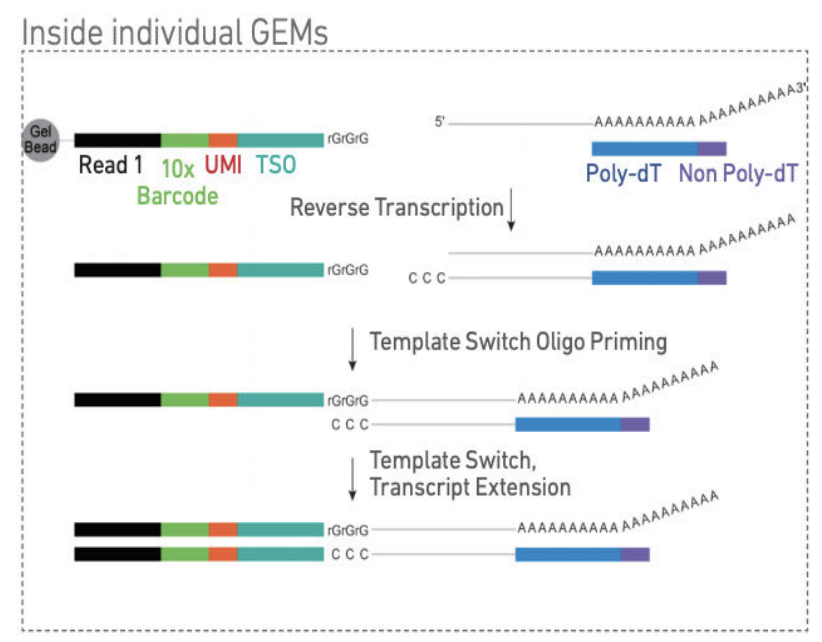 Inside individual GEMs
5' AAAAAAAAAA AAAAAAAAAA3'
Gel
Bead
rGrGrG
Read 1 10x UMI TSO
Barcode
Poly-dT Non Poly-dT
Reverse Transcription
AAAAAAAAAA AAAAAAAAAA
rGrGrG C C C
Template Switch Oligo Priming
rGrGrG AAAAAAAAAA AAAAAAAAAA
C C C
Template Switch,
Transcript Extension
rGrGrG AAAAAAAAAA AAAAAAAAAA
C C C